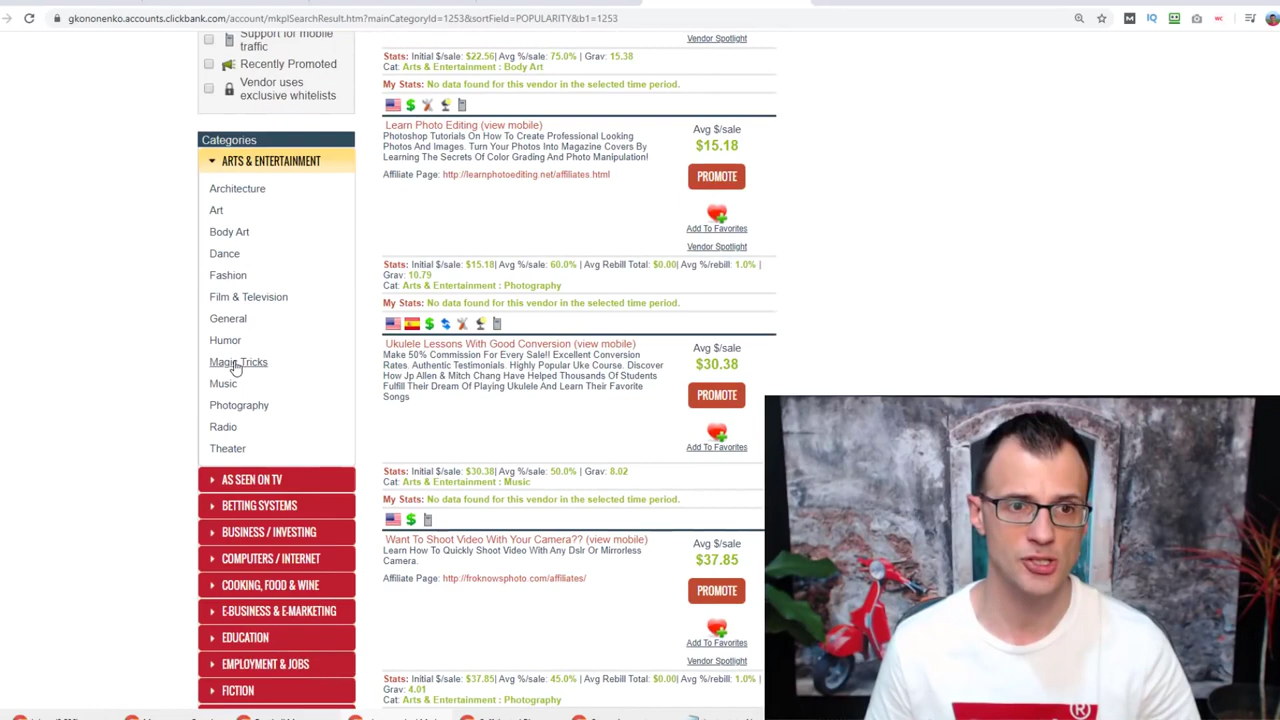 gkononenko.accounts.clickbank.com/account/mkplSearchResult.htm?mainCategoryId=1253&sortField=POPULARITY&b1=1253
Support for mobile
traffic
Recently Promoted
Vendor uses
exclusive whitelists
Categories
ARTS & ENTERTAINMENT
Architecture
Art
Body Art
Dance
Fashion
Film & Television
General
Humor
Magic Tricks
Music
Photography
Radio
Theater
AS SEEN ON TV
BETTING SYSTEMS
BUSINESS / INVESTING
COMPUTERS / INTERNET
COOKING, FOOD & WINE
E-BUSINESS & E-MARKETING
EDUCATION
EMPLOYMENT & JOBS
FICTION
Vendor Spotlight
Stats: Initial $/sale: $22.56| Avg %/sale: 75.0% | Grav: 15.38
Cat: Arts & Entertainment : Body Art
My Stats: No data found for this vendor in the selected time period.
Learn Photo Editing (view mobile)
Photoshop Tutorials On How To Create Professional Looking
Photos And Images. Turn Your Photos Into Magazine Covers By
Learning The Secrets Of Color Grading And Photo Manipulation!
Affiliate Page: http://learnphotoediting.net/affiliates.html
Avg $/sale
$15.18
PROMOTE
Add To Favorites
Vendor Spotlight
Stats: Initial $/sale: $15.18| Avg %/sale: 60.0% | Avg Rebill Total: $0.00| Avg %/rebill: 1.0% |
Grav: 10.79
Cat: Arts & Entertainment : Photography
My Stats: No data found for this vendor in the selected time period.
Ukulele Lessons With Good Conversion (view mobile)
Make 50% Commission For Every Sale!! Excellent Conversion
Rates. Authentic Testimonials. Highly Popular Uke Course. Discover
How Jp Allen & Mitch Chang Have Helped Thousands Of Students
Fulfill Their Dream Of Playing Ukulele And Learn Their Favorite
Songs
Avg $/sale
$30.38
PROMOTE
Add To Favorites
Stats: Initial $/sale: $30.38| Avg %/sale: 50.0% | Grav: 8.02
Cat: Arts & Entertainment : Music
My Stats: No data found for this vendor in the selected time period.
Want To Shoot Video With Your Camera?? (view mobile)
Learn How To Quickly Shoot Video With Any Dslr Or Mirrorless
Camera.
Affiliate Page: http://froknowsphoto.com/affiliates/
Avg $/sale
$37.85
PROMOTE
Add To Favorites
Vendor Spotlight
Stats: Initial $/sale: $37.85| Avg %/sale: 45.0% | Avg Rebill Total: $0.00| Avg %/rebill: 1.0% |
Grav: 4.01
Cat: Arts & Entertainment : Photography